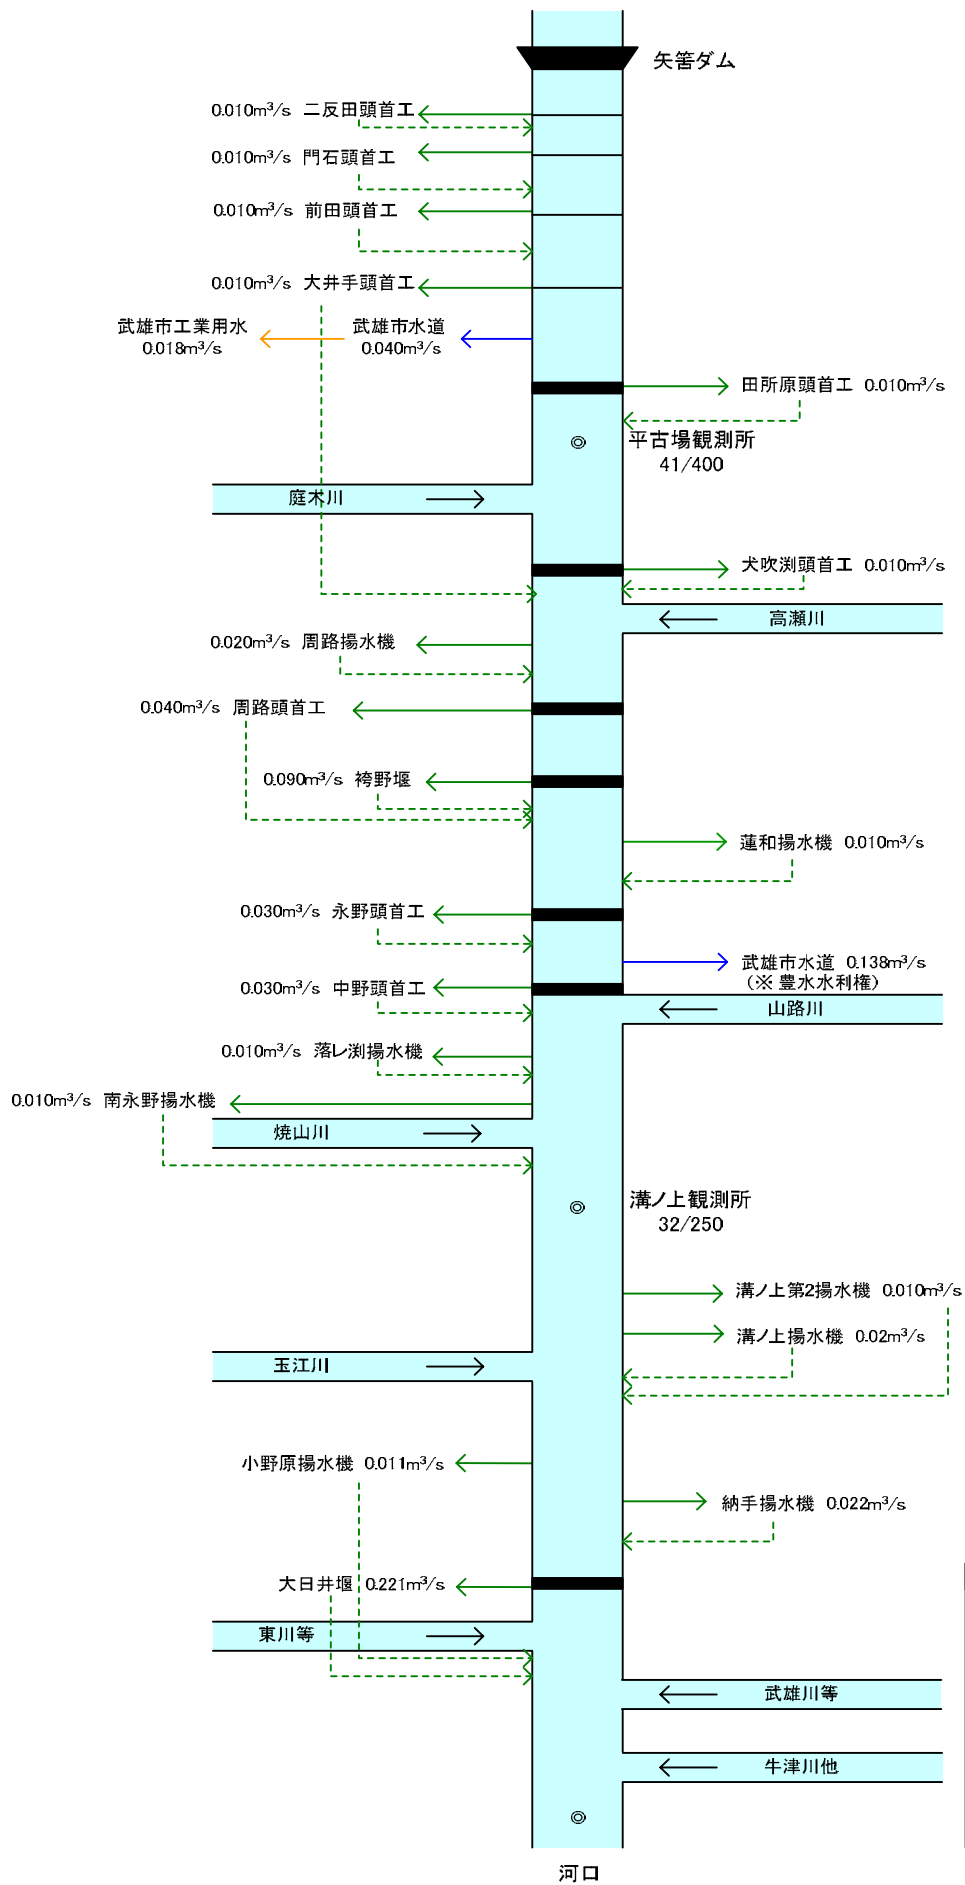 矢筈ダム
0.010m³/s 二反田頭首工
0.010m³/s 門石頭首工
0.010m³/s 前田頭首工
0.010m³/s 大井手頭首工
武雄市工業用水
0.018m³/s
武雄市水道
0.040m³/s
田所原頭首工 0.010m³/s
平古場観測所
41/400
庭木川
犬吹渕頭首工 0.010m³/s
高瀬川
0.020m³/s 周路揚水機
0.040m³/s 周路頭首工
0.090m³/s 袴野堰
蓮和揚水機 0.010m³/s
0.030m³/s 永野頭首工
武雄市水道 0.138m³/s
(※ 豊水水利権)
0.030m³/s 中野頭首工
山路川
0.010m³/s 落レ渕揚水機
0.010m³/s 南永野揚水機
焼山川
溝ノ上観測所
32/250
溝ノ上第2揚水機 0.010m³/s
溝ノ上揚水機 0.02m³/s
玉江川
小野原揚水機 0.011m³/s
納手揚水機 0.022m³/s
大日井堰 0.221m³/s
東川等
武雄川等
牛津川他
河口